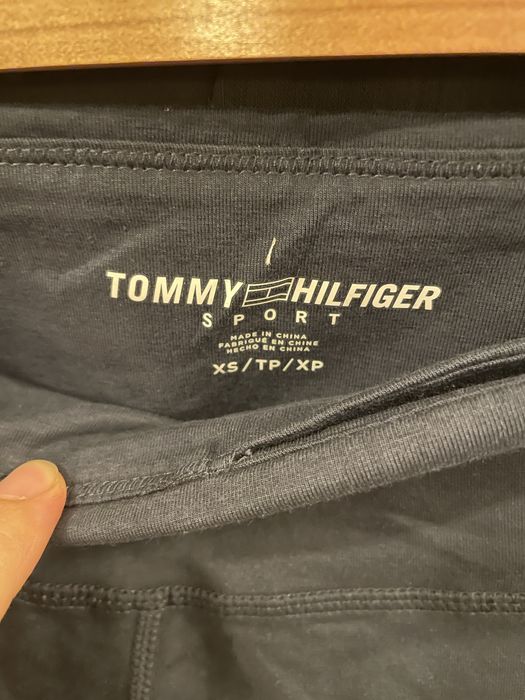 TOMMY HILFIGER
SPORT
MADE IN CHINA
FABRIQUÉ EN CHINE
HECHO EN CHINA
XS/TP/XP